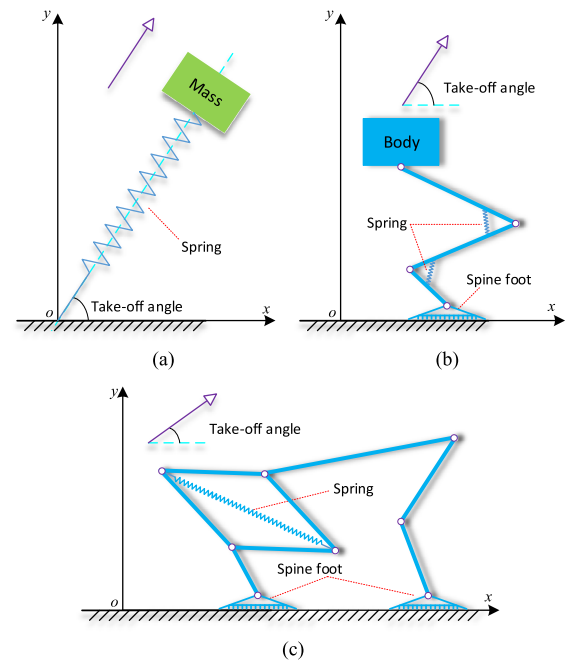 y
Mass
Spring
Take-off angle
o
x
(a)
y
Take-off angle
Body
Spring
Spine foot
o
x
(b)
y
Take-off angle
Spring
Spine foot
o
x
(c)